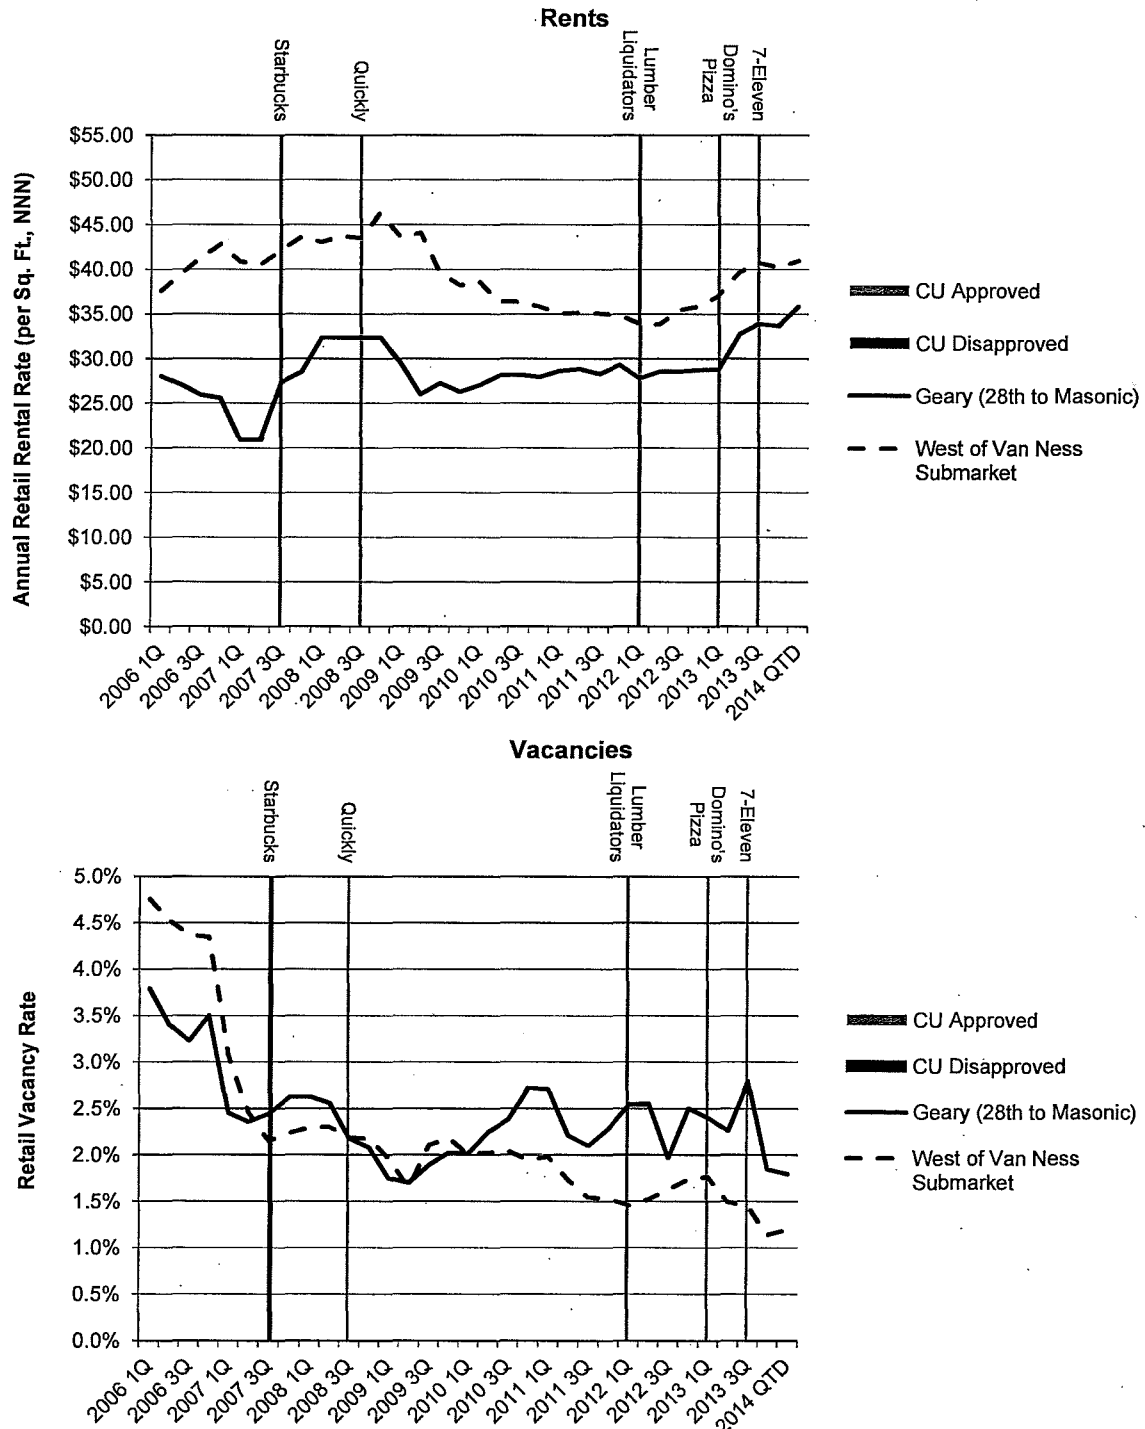 Rents
Starbucks
Quickly
Lumber
Liquidators
Domino's
Pizza
7-Eleven
Annual Retail Rental Rate (per Sq. Ft., NNN)
$55.00
$50.00
$45.00
$40.00
$35.00
$30.00
$25.00
$20.00
$15.00
$10.00
$5.00
$0.00
2006 1Q
2006 3Q
2007 1Q
2007 3Q
2008 1Q
2008 3Q
2009 1Q
2009 3Q
2010 1Q
2010 3Q
2011 1Q
2011 3Q
2012 1Q
2012 3Q
2013 1Q
2013 3Q
2014 QTD
CU Approved
CU Disapproved
Geary (28th to Masonic)
West of Van Ness
Submarket
Vacancies
Starbucks
Quickly
Lumber
Liquidators
Domino's
Pizza
7-Eleven
Retail Vacancy Rate
5.0%
4.5%
4.0%
3.5%
3.0%
2.5%
2.0%
1.5%
1.0%
0.5%
0.0%
2006 1Q
2006 3Q
2007 1Q
2007 3Q
2008 1Q
2008 3Q
2009 1Q
2009 3Q
2010 1Q
2010 3Q
2011 1Q
2011 3Q
2012 1Q
2012 3Q
2013 1Q
2013 3Q
2014 QTD
CU Approved
CU Disapproved
Geary (28th to Masonic)
West of Van Ness
Submarket